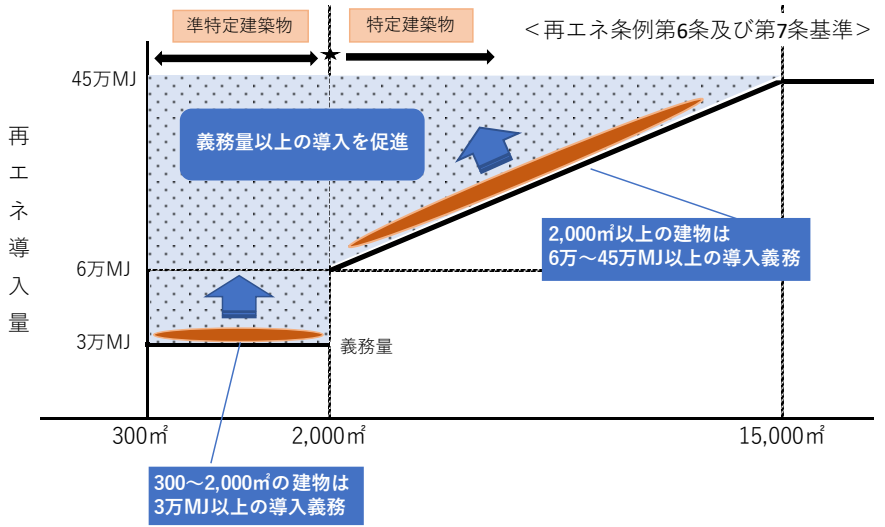 準特定建築物
特定建築物
<再エネ条例第6条及び第7条基準>
★
45万MJ
再エネ導入量
義務量以上の導入を促進
2,000㎡以上の建物は
6万~45万MJ以上の導入義務
6万MJ
3万MJ
義務量
300㎡
2,000㎡
15,000㎡
300~2,000㎡の建物は
3万MJ以上の導入義務